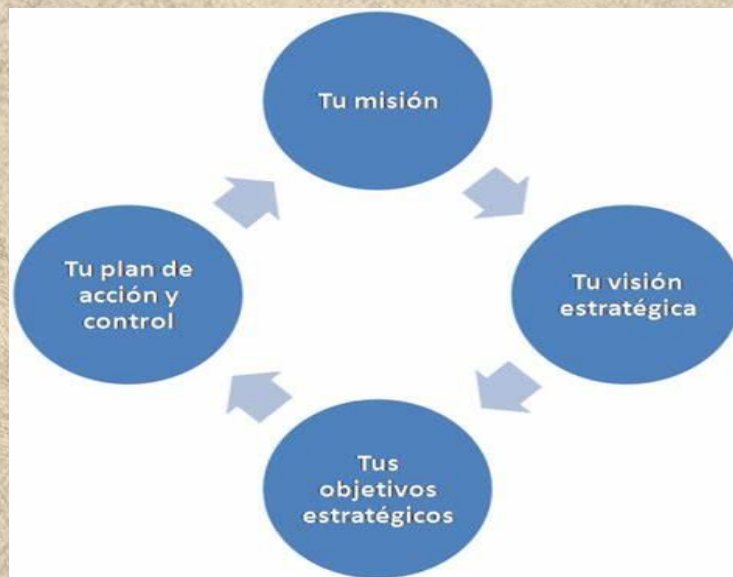 Tu misión
Tu visión
estratégica
Tus
objetivos
estratégicos
Tu plan de
acción y
control